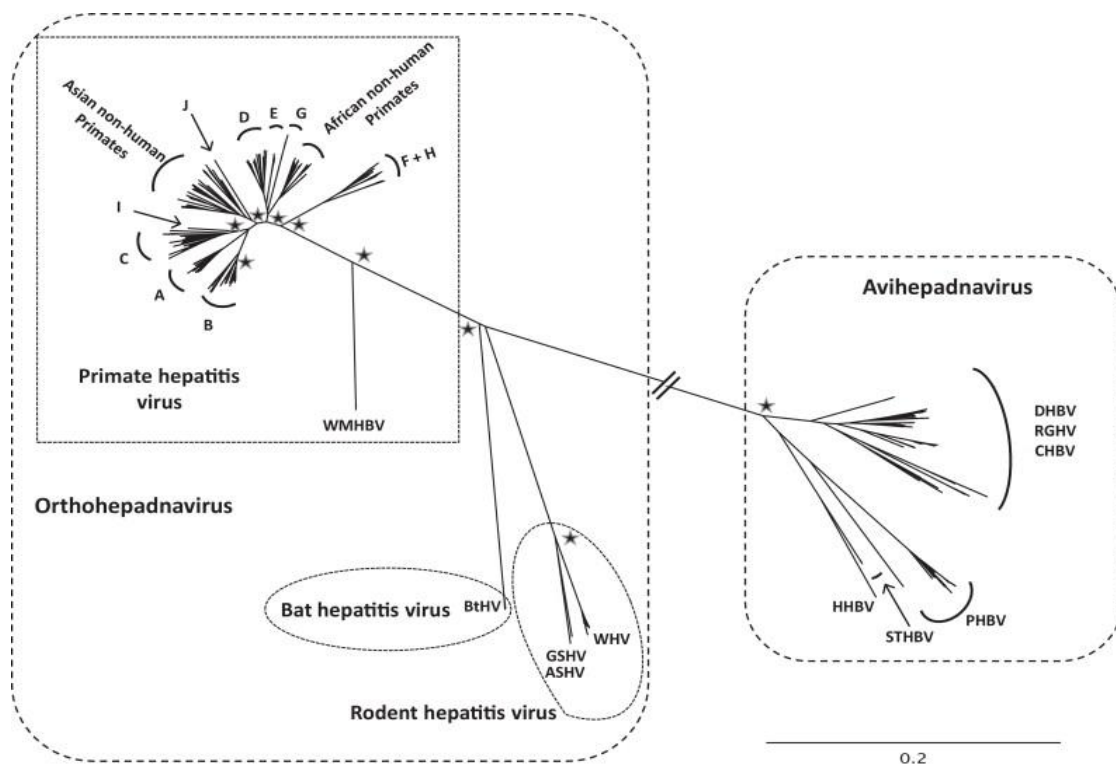 Asian non-human
Primates
J
D
E
G
African non-human
Primates
F + H
I
C
A
B
Primate hepatitis
virus
WMHBV
Orthohepadnavirus
Bat hepatitis virus
BtHV
WHV
GSHV
ASHV
Rodent hepatitis virus
Avihepadnavirus
DHBV
RGHV
CHBV
HHBV
STHBV
PHBV
0.2